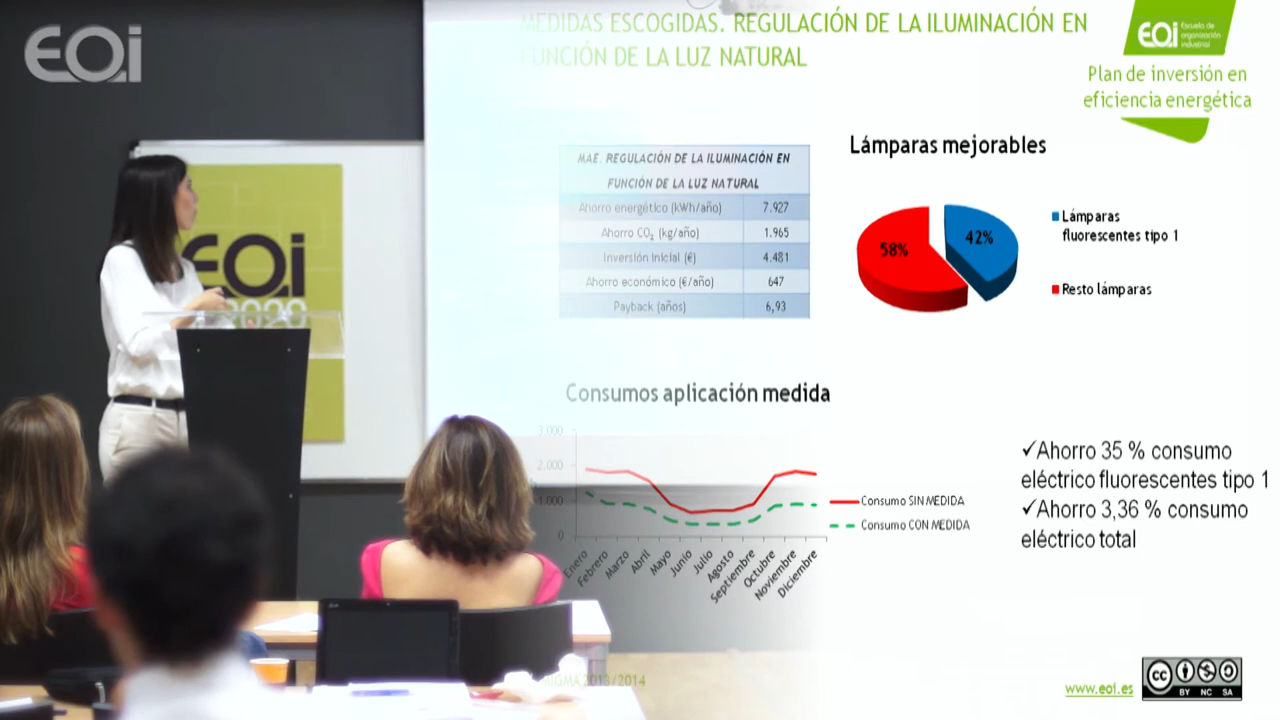 EOi
MEDIDAS ESCOGIDAS. REGULACIÓN DE LA ILUMINACIÓN EN
FUNCIÓN DE LA LUZ NATURAL
EOi Escuela de
organización
industrial
Plan de inversión en
eficiencia energética
EOi
2020
MAE. REGULACIÓN DE LA ILUMINACIÓN EN
FUNCIÓN DE LA LUZ NATURAL
Ahorro energético (kWh/año) 7.927
Ahorro CO₂ (kg/año) 1.965
Inversión Inicial (€) 4.481
Ahorro económico (€/año) 647
Payback (años) 6,93
Lámparas mejorables
58%
42%
Lámparas
fluorescentes tipo 1
Resto lámparas
Consumos aplicación medida
3.000
2.000
1.000
0
Enero
Febrero
Marzo
Abril
Mayo
Junio
Julio
Agosto
Septiembre
Octubre
Noviembre
Diciembre
Consumo SIN MEDIDA
Consumo CON MEDIDA
✓Ahorro 35 % consumo
eléctrico fluorescentes tipo 1
✓Ahorro 3,36 % consumo
eléctrico total
2013/2014
www.eoi.es
cc
BY NC SA